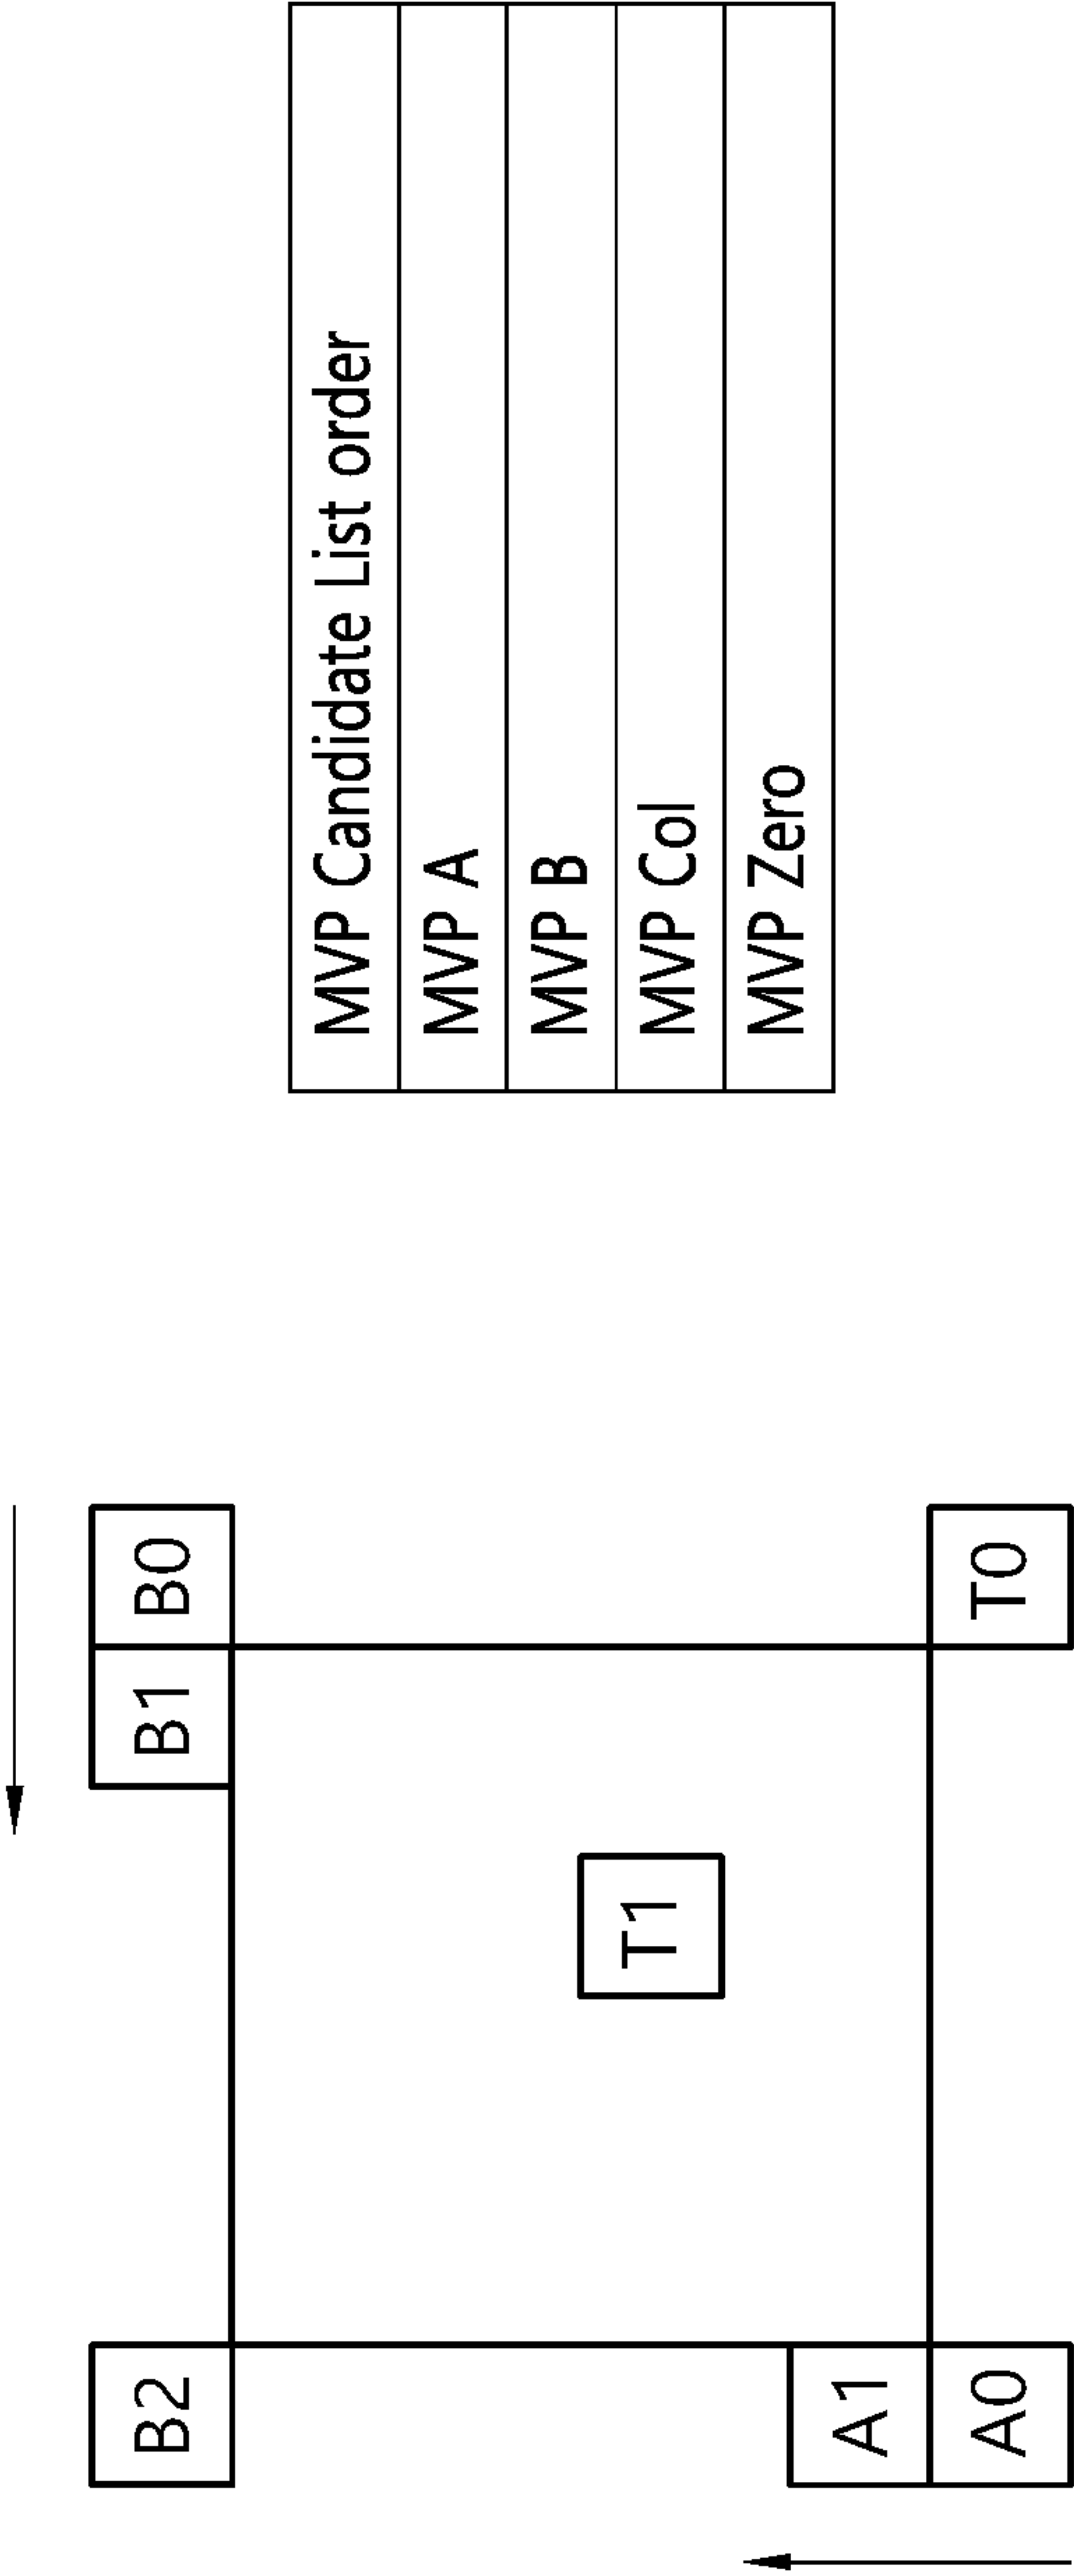 B2
B1
B0
T1
A1
A0
T0
MVP Candidate List order
MVP A
MVP B
MVP Col
MVP Zero